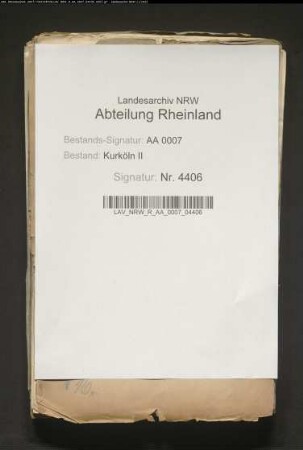 Landesarchiv NRW
Abteilung Rheinland
Bestands-Signatur: AA 0007
Bestand: Kurköln II
Signatur: Nr. 4406
LAV_NRW_R_AA_0007_04406